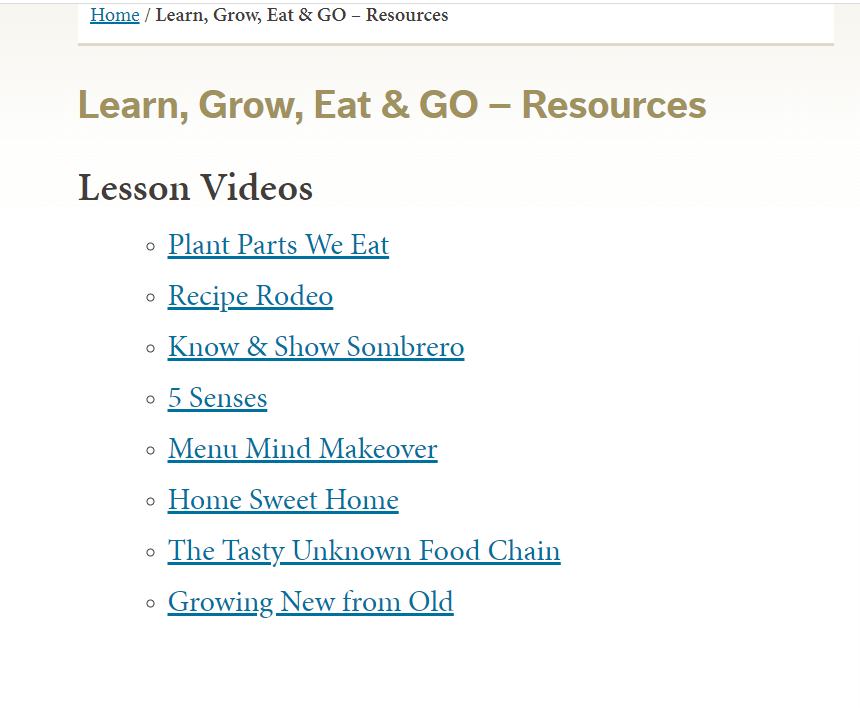 Home / Learn, Grow, Eat & GO – Resources
Learn, Grow, Eat & GO – Resources
Lesson Videos
Plant Parts We Eat
Recipe Rodeo
Know & Show Sombrero
5 Senses
Menu Mind Makeover
Home Sweet Home
The Tasty Unknown Food Chain
Growing New from Old